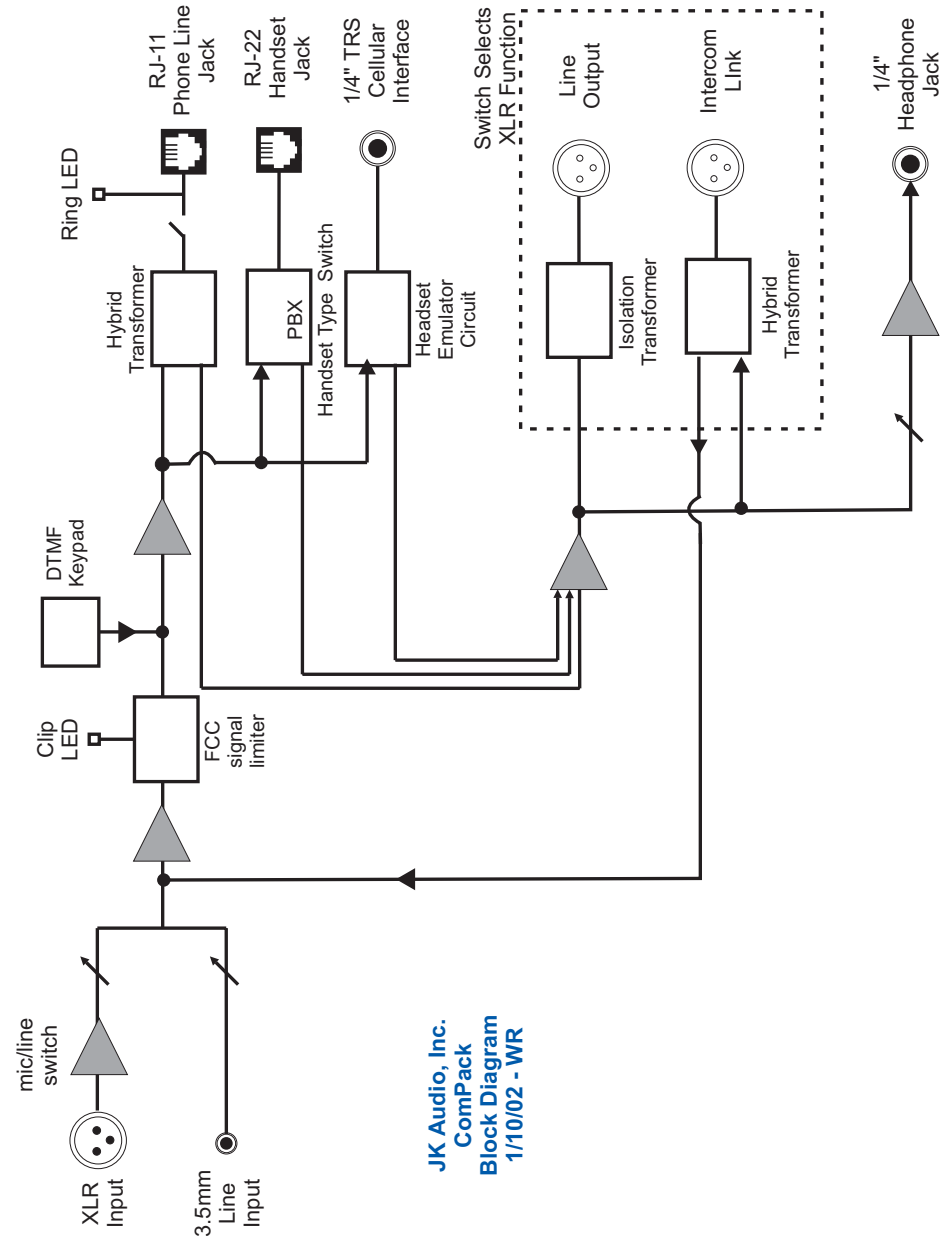 XLR
Input
mic/line
switch
3.5mm
Line
Input
Clip
LED
FCC
signal
limiter
DTMF
Keypad
Ring LED
Hybrid
Transformer
RJ-11
Phone Line
Jack
PBX
Handset Type Switch
RJ-22
Handset
Jack
Headset
Emulator
Circuit
1/4" TRS
Cellular
Interface
Switch Selects
XLR Function
Isolation
Transformer
Line
Output
Hybrid
Transformer
Intercom
LInk
1/4"
Headphone
Jack
JK Audio, Inc.
ComPack
Block Diagram
1/10/02 - WR